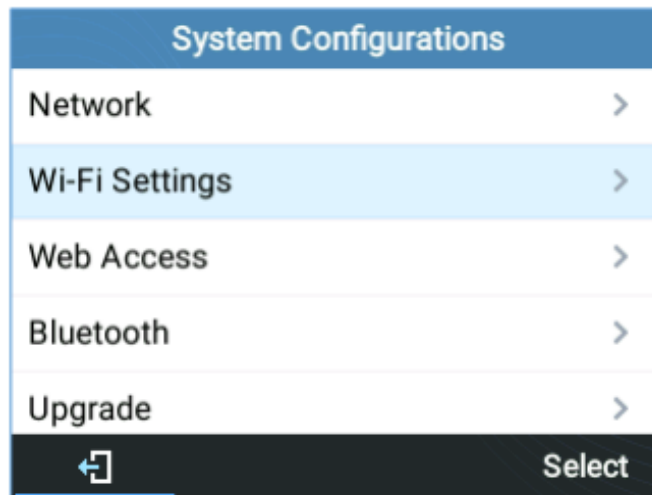 System Configurations
Network
Wi-Fi Settings
Web Access
Bluetooth
Upgrade
Select